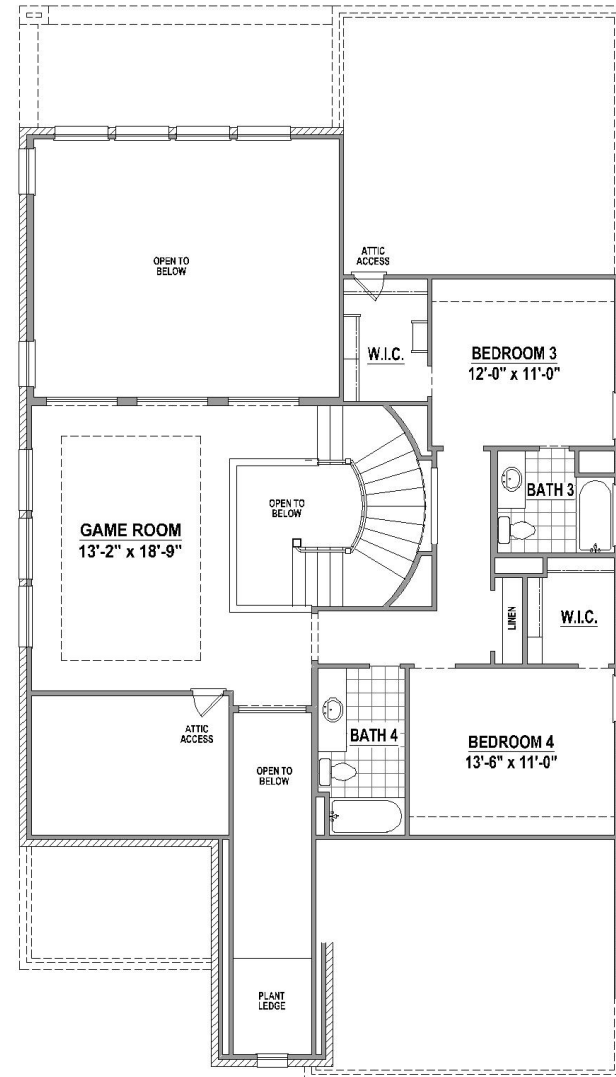 OPEN TO
BELOW
ATTIC
ACCESS
W.I.C.
BEDROOM 3
12'-0" x 11'-0"
BATH 3
OPEN TO
BELOW
GAME ROOM
13'-2" x 18'-9"
LINEN
W.I.C.
ATTIC
ACCESS
BATH 4
BEDROOM 4
13'-6" x 11'-0"
OPEN TO
BELOW
PLANT
LEDGE